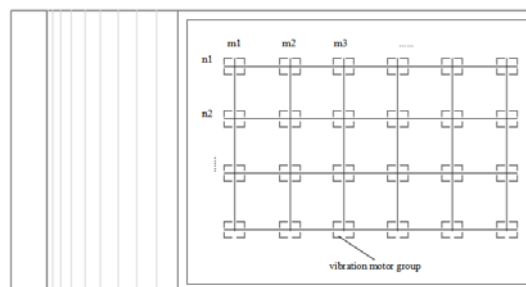 m1 m2 m3 ......
n1
n2
......
vibration motor group